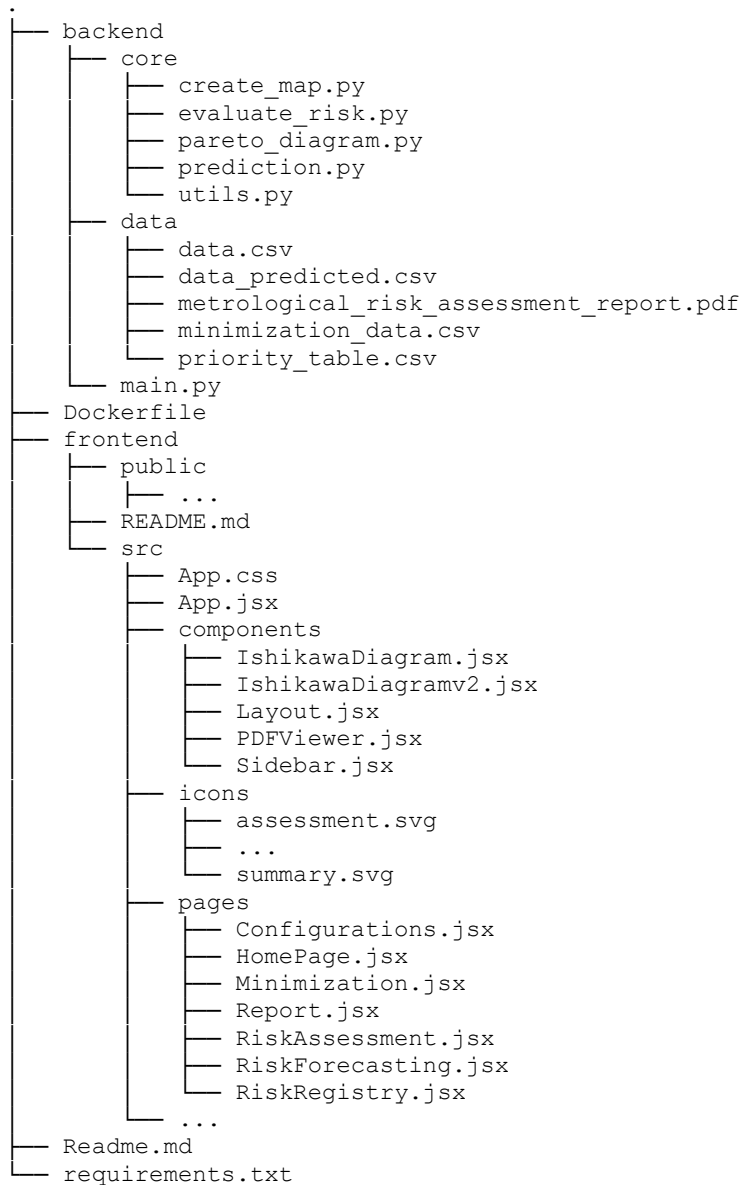 .
├── backend
│   ├── core
│   │   ├── create_map.py
│   │   ├── evaluate_risk.py
│   │   ├── pareto_diagram.py
│   │   ├── prediction.py
│   │   └── utils.py
│   ├── data
│   │   ├── data.csv
│   │   ├── data_predicted.csv
│   │   ├── metrological_risk_assessment_report.pdf
│   │   ├── minimization_data.csv
│   │   └── priority_table.csv
│   └── main.py
├── Dockerfile
├── frontend
│   ├── public
│   │   ├── ...
│   ├── README.md
│   └── src
│       ├── App.css
│       ├── App.jsx
│       ├── components
│       │   ├── IshikawaDiagram.jsx
│       │   ├── IshikawaDiagramv2.jsx
│       │   ├── Layout.jsx
│       │   ├── PDFViewer.jsx
│       │   └── Sidebar.jsx
│       ├── icons
│       │   ├── assessment.svg
│       │   ├── ...
│       │   └── summary.svg
│       ├── pages
│       │   ├── Configurations.jsx
│       │   ├── HomePage.jsx
│       │   ├── Minimization.jsx
│       │   ├── Report.jsx
│       │   ├── RiskAssessment.jsx
│       │   ├── RiskForecasting.jsx
│       │   └── RiskRegistry.jsx
│       └── ...
├── Readme.md
└── requirements.txt